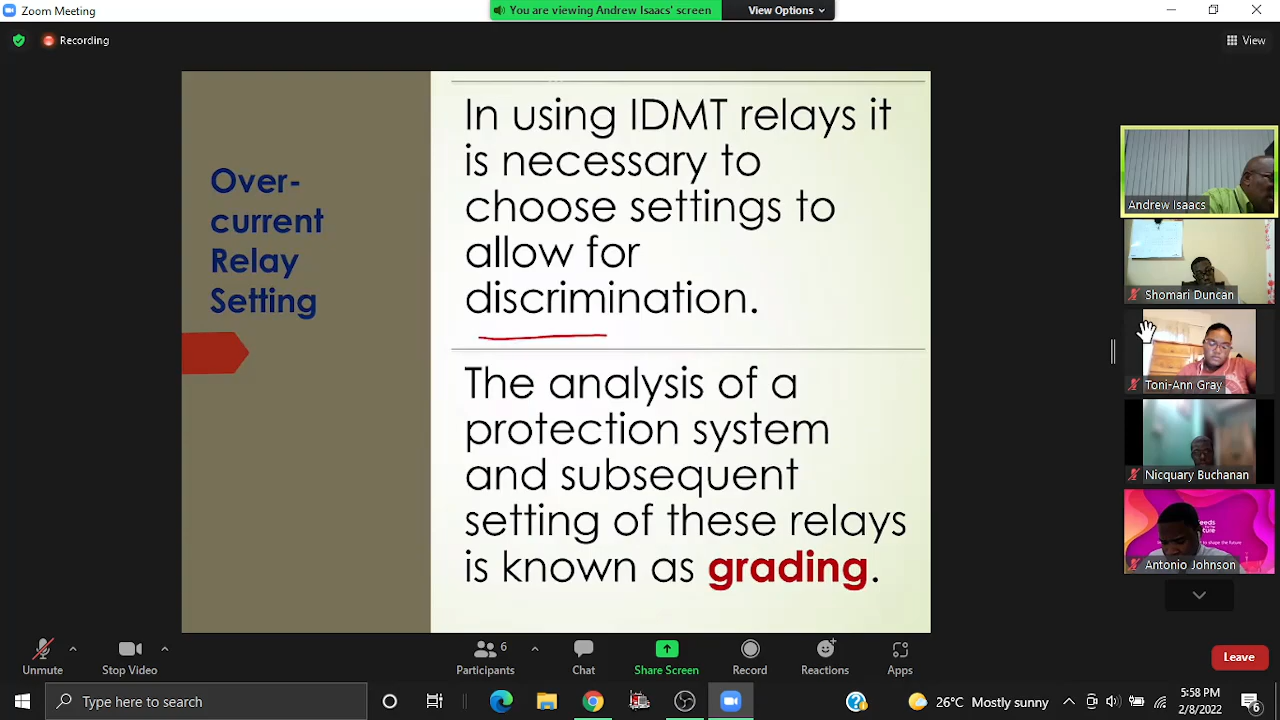 Zoom Meeting
You are viewing Andrew Isaacs' screen
View Options
Recording
View
Over-
current
Relay
Setting
In using IDMT relays it
is necessary to
choose settings to
allow for
discrimination.
The analysis of a
protection system
and subsequent
setting of these relays
is known as grading.
Andrew Isaacs
Shomari Duncan
Toni-Ann Gray
Nicquary Buchanan
Antonio Johnson
Unmute
Stop Video
6
Participants
Chat
Share Screen
Record
Reactions
Apps
Leave
Type here to search
26°C Mostly sunny
5:58 PM
2/8/2022
6